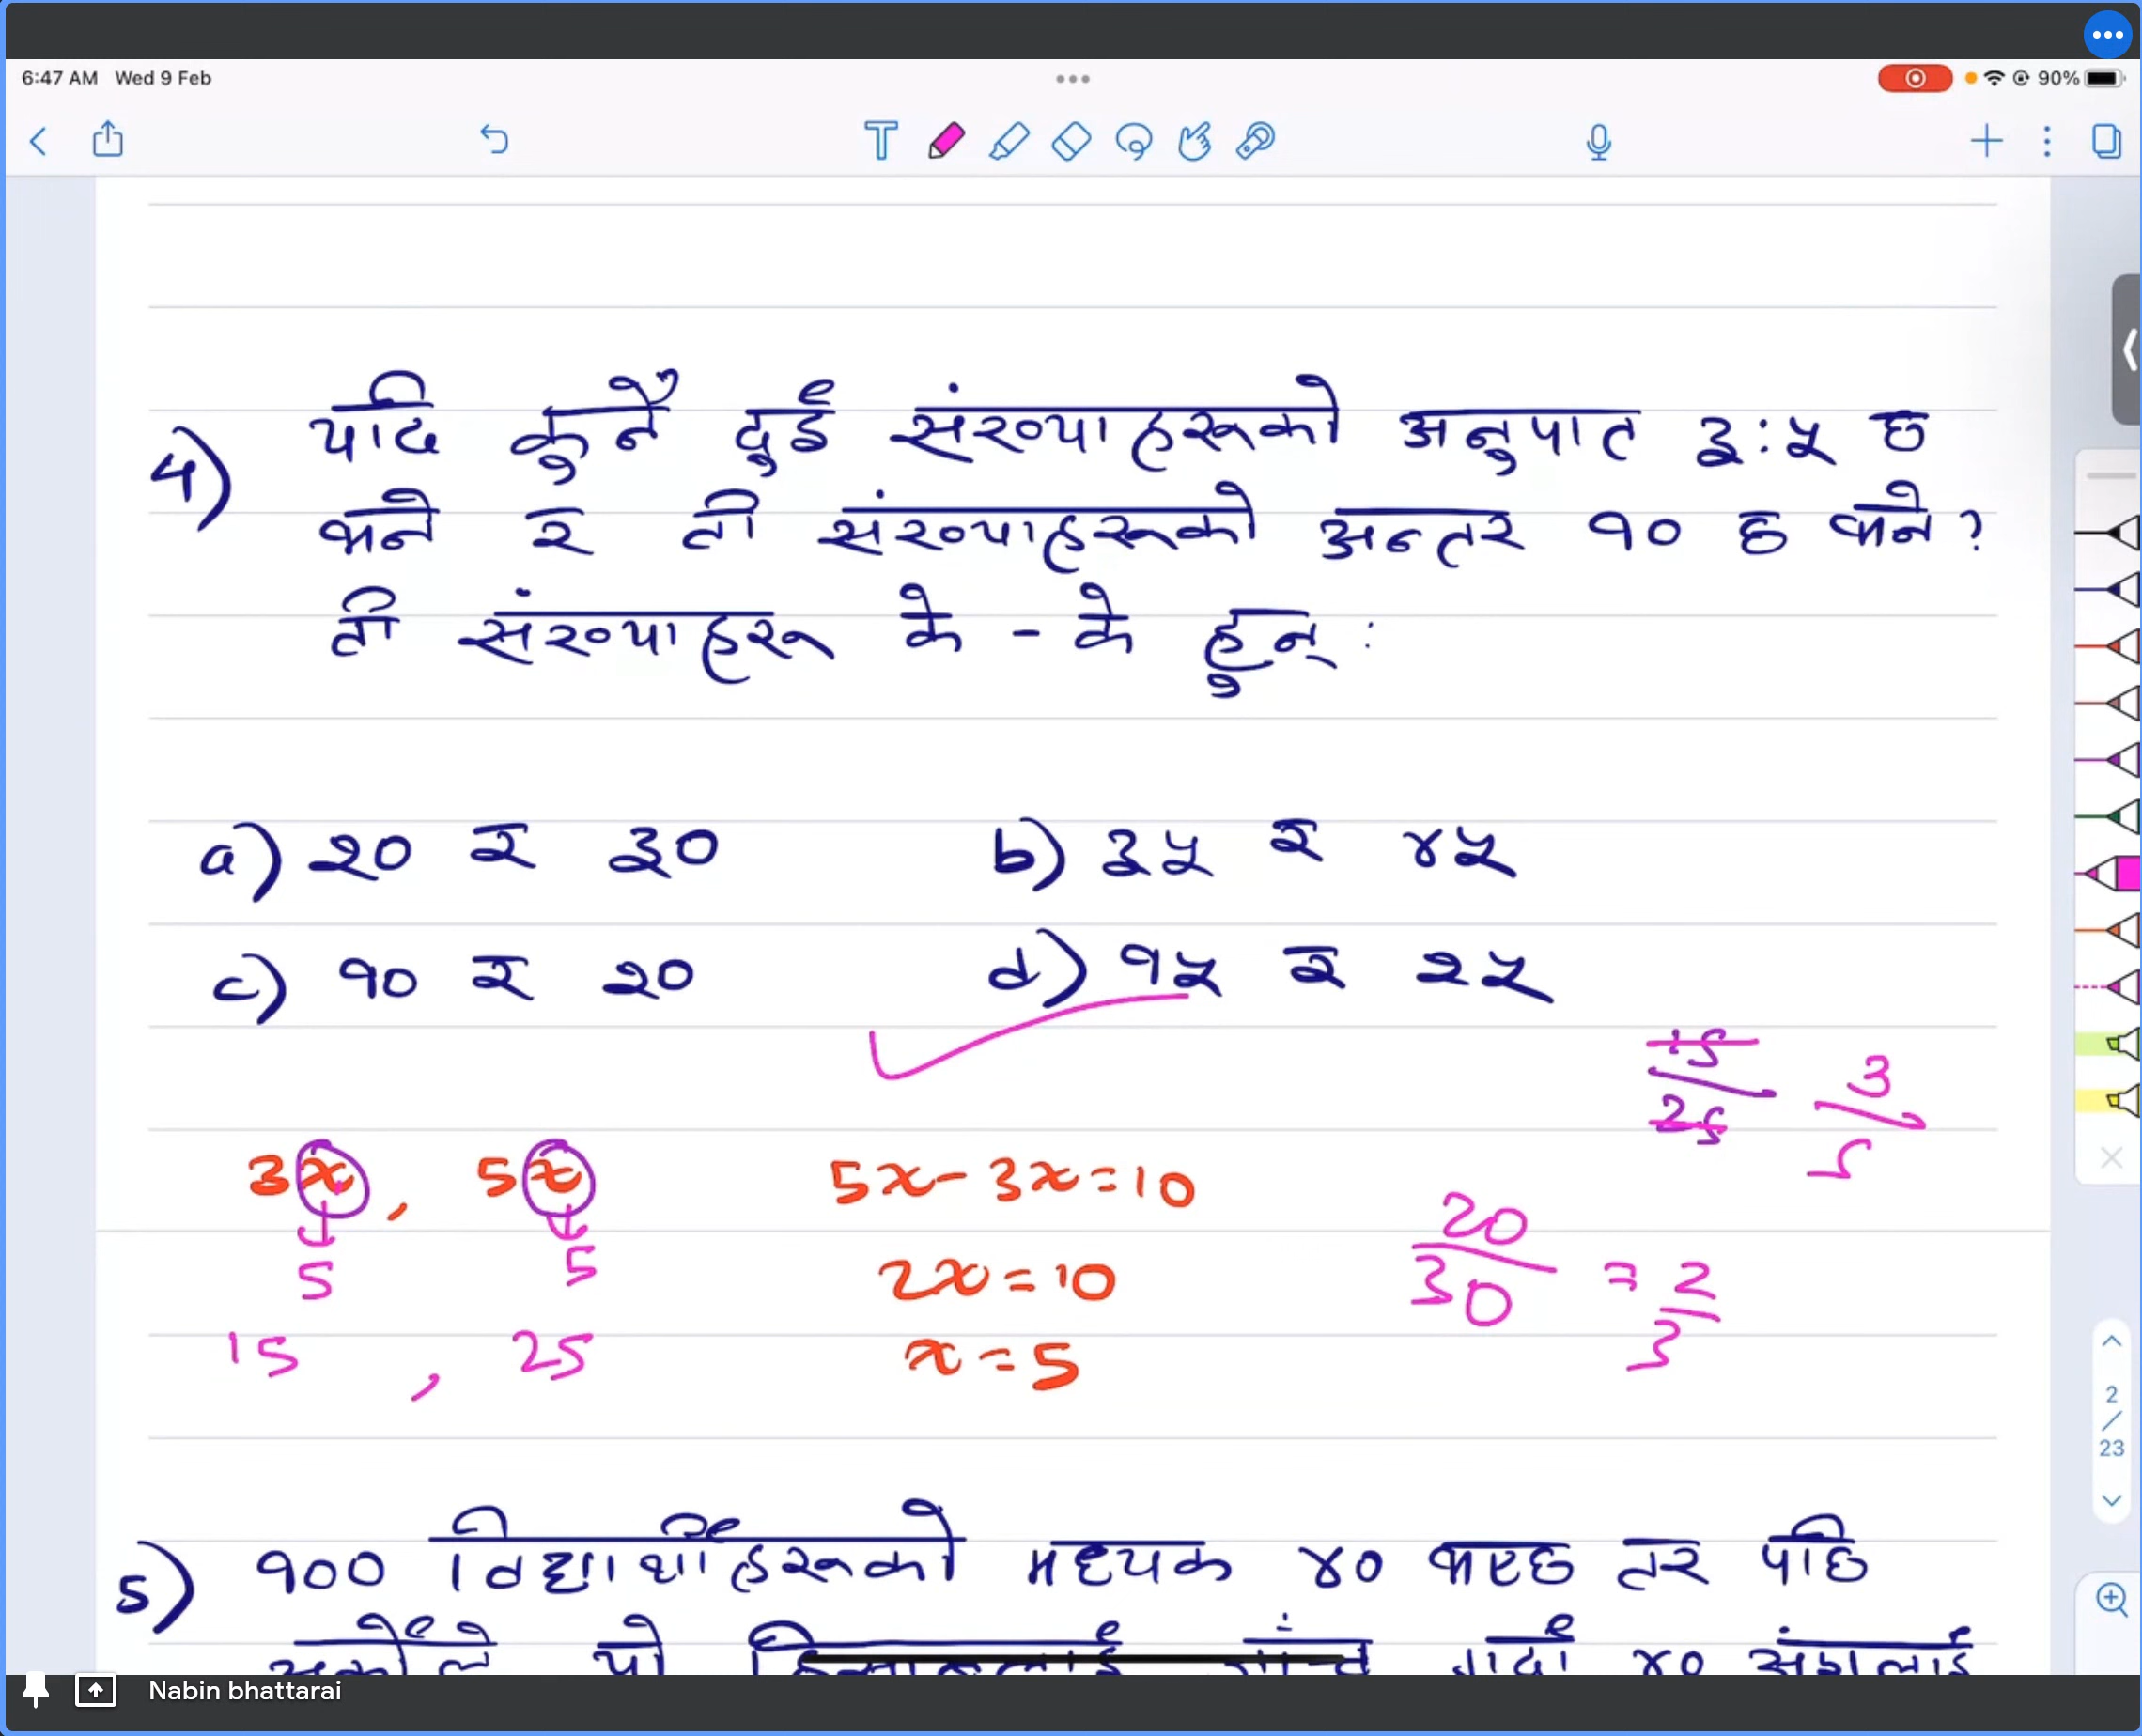 6:47 AM Wed 9 Feb
90%
T
4) यदि कुनै दुई संख्याहरूको अनुपात ३:५ छ
भने र ती संख्याहरूको अन्तर १० छ भने?
ती संख्याहरू के - के हुन् :
a) २० र ३० b) ३५ र ४५
c) १० र २० d) १५ र २५
15
25
3
5
3x , 5x 5x - 3x = 10
5 5
20
30
= 2
3
2x = 10
15 , 25
x = 5
2
/
23
5) १०० विद्यार्थीहरूको मध्यक ४० भएछ तर पछि
Nabin bhattarai